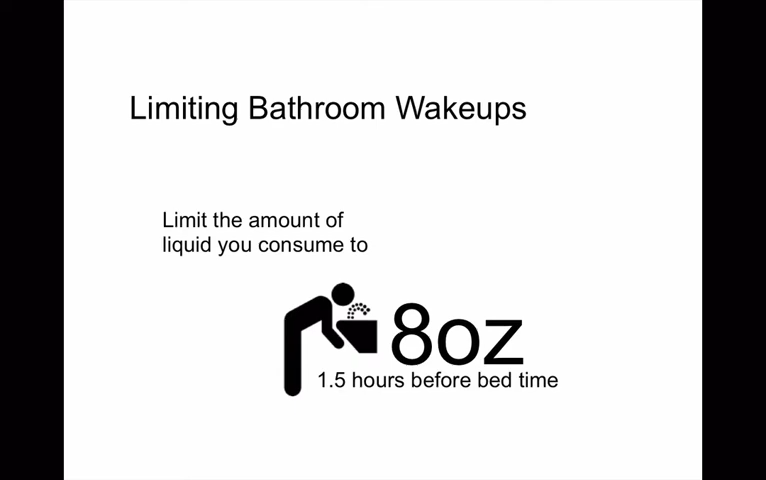 Limiting Bathroom Wakeups
Limit the amount of
liquid you consume to
8oz
1.5 hours before bed time